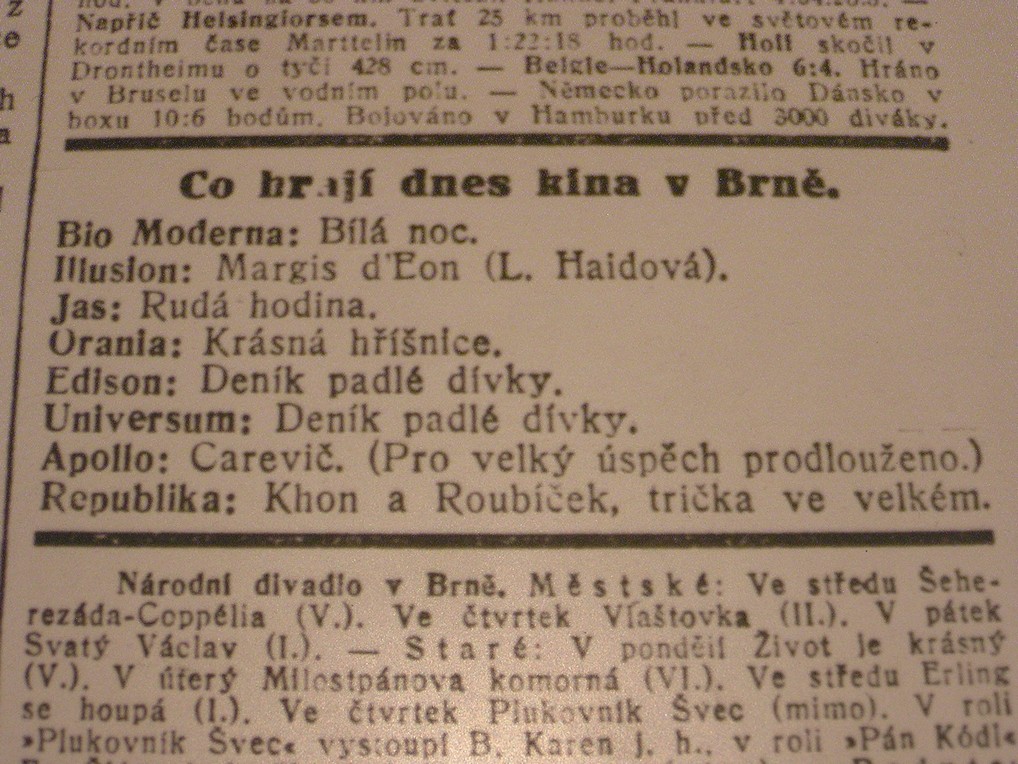 z
Napříč Helsingforsem. Trať 25 km proběhl ve světovém re-
kordním čase Marttelin za 1:22:18 hod. — Hoff skočil v
Drontheimu o tyči 428 cm. — Belgie—Holandsko 6:4. Hráno
v Bruselu ve vodním polu. — Německo porazilo Dánsko v
boxu 10:6 bodům. Bojováno v Hamburku před 3000 diváky.
Co hrají dnes kina v Brně.
Bio Moderna: Bílá noc.
Illusion: Margis d'Eon (L. Haidová).
Jas: Rudá hodina.
Orania: Krásná hříšnice.
Edison: Deník padlé dívky.
Universum: Deník padlé dívky.
Apollo: Carevič. (Pro velký úspěch prodlouženo.)
Republika: Khon a Roubíček, trička ve velkém.
Národní divadlo v Brně. Městské: Ve středu Šehe-
rezáda-Coppélia (V.). Ve čtvrtek Vlaštovka (II.). V pátek
Svatý Václav (I.). — Staré: V pondělí Život je krásný
(V.). V úterý Milostpánova komorná (VI.). Ve středu Erling
se houpá (I.). Ve čtvrtek Plukovník Švec (mimo). V roli
»Plukovník Švec« vystoupí B. Karen j. h., v roli »Pán Kódl«